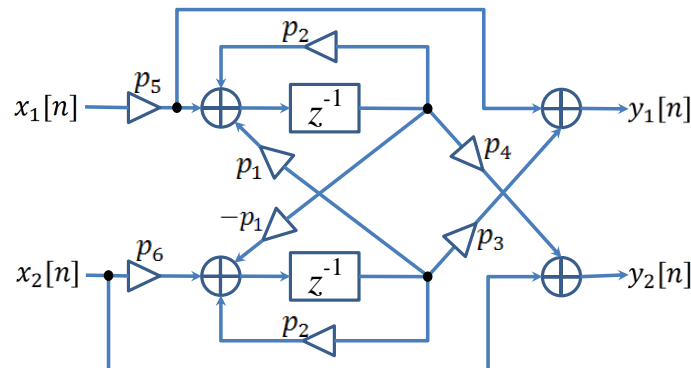 p₂
p₅
x₁[n]
z⁻¹
y₁[n]
p₄
p₁
−p₁
p₃
p₆
x₂[n]
z⁻¹
y₂[n]
p₂